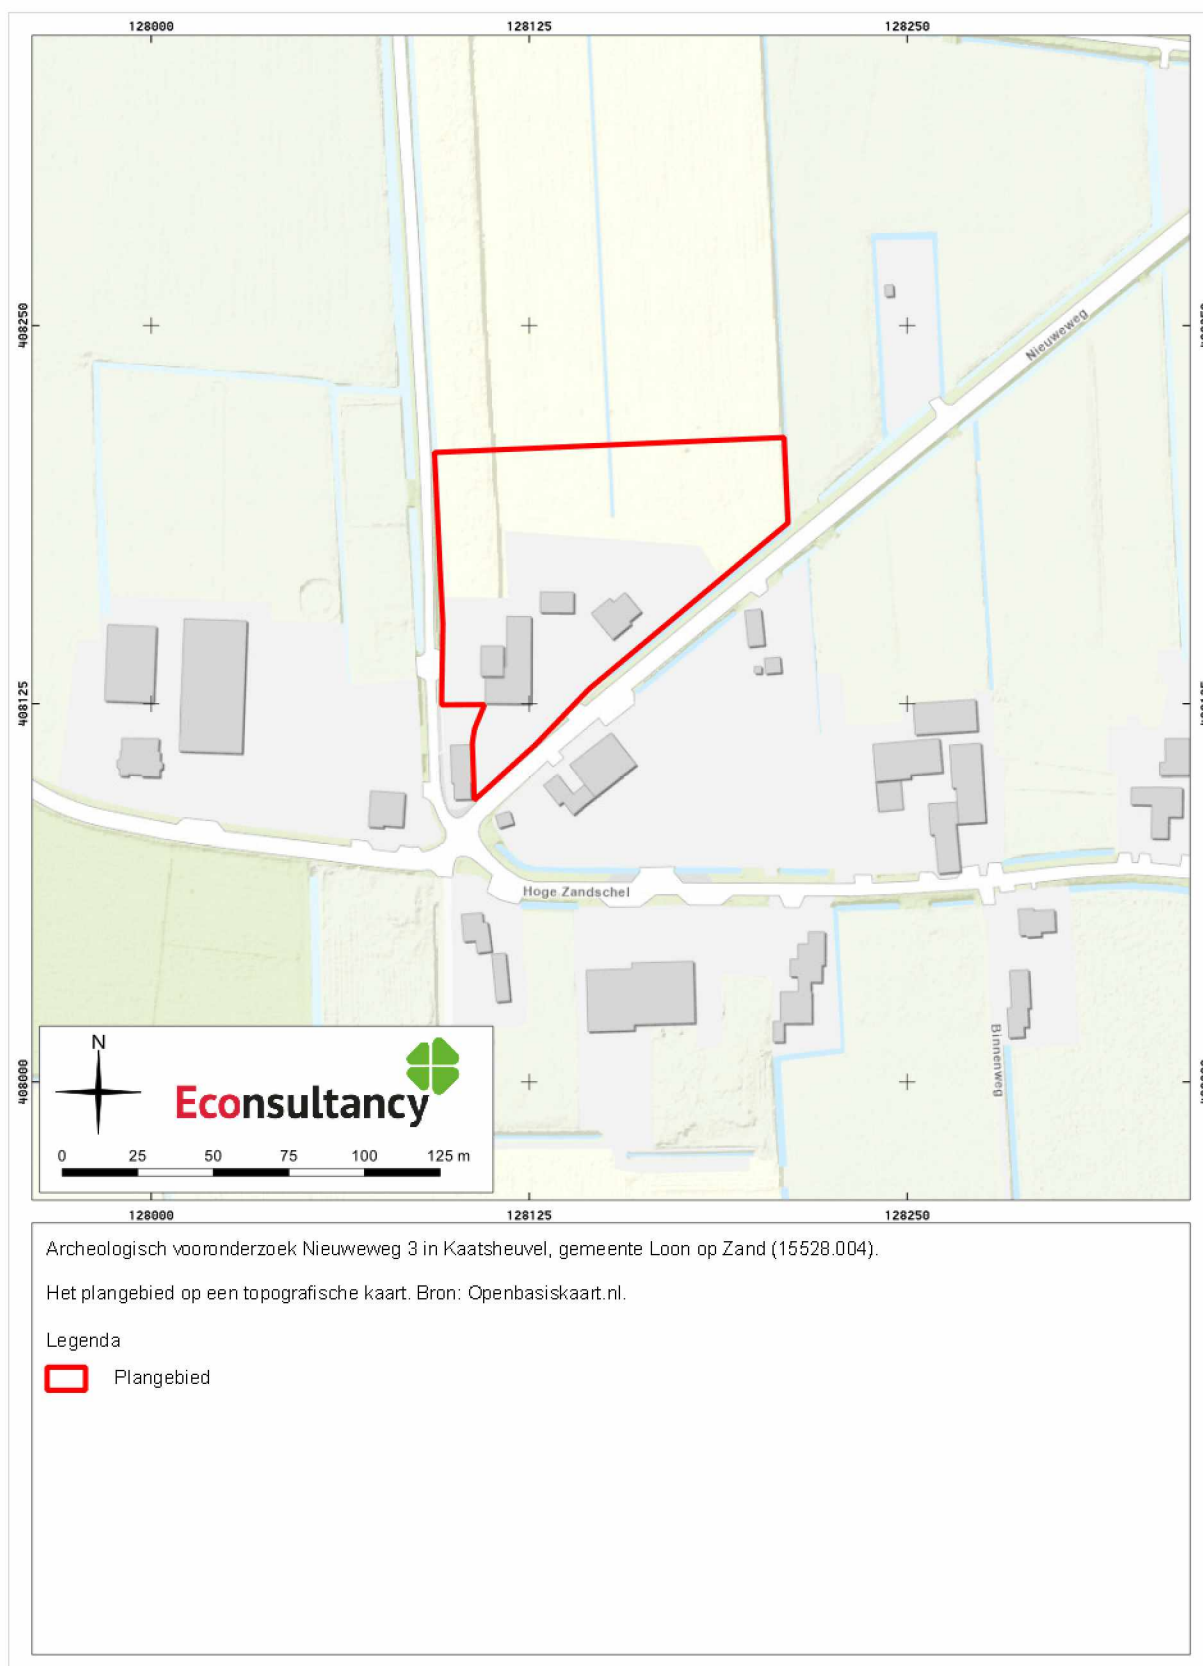 128000 128125 128250
408250
Nieuweweg
408125
Hoge Zandschel
Binnenweg
408000
N
Econsultancy
0 25 50 75 100 125 m
128000 128125 128250
Archeologisch vooronderzoek Nieuweweg 3 in Kaatsheuvel, gemeente Loon op Zand (15528.004).
Het plangebied op een topografische kaart. Bron: Openbasiskaart.nl.
Legenda
Plangebied